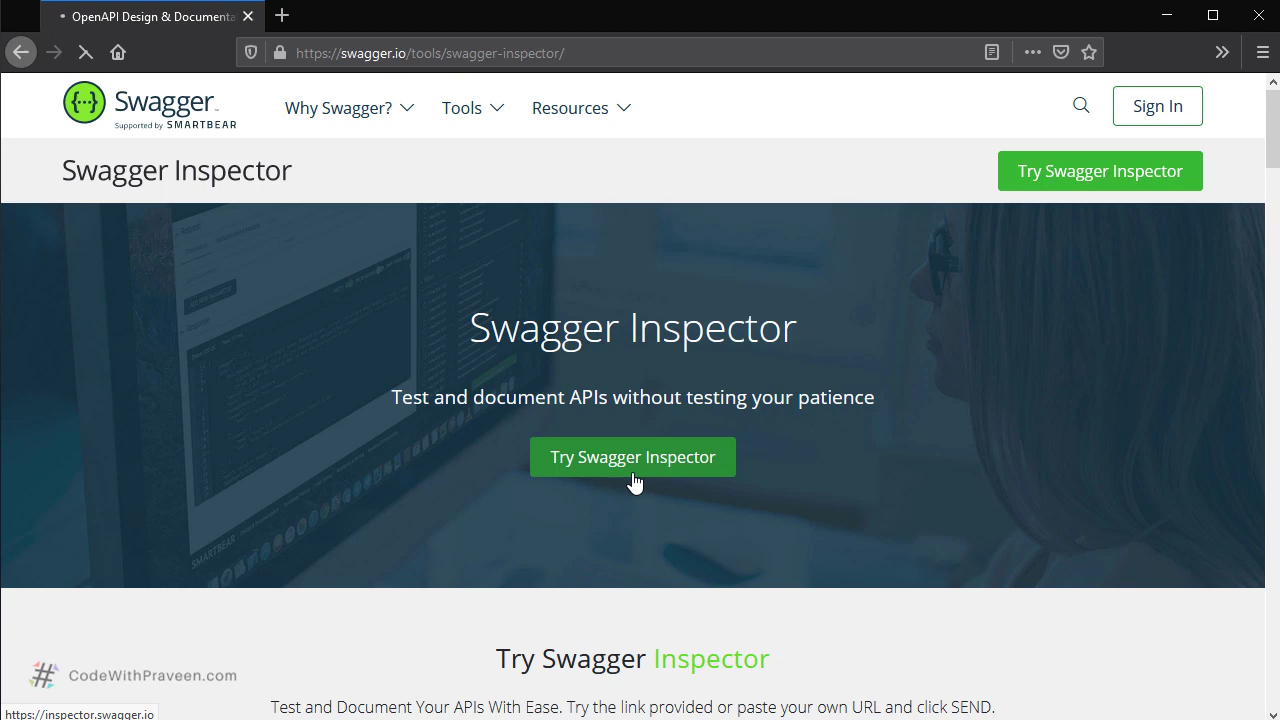 OpenAPI Design & Documenta
https://swagger.io/tools/swagger-inspector/
Swagger
Supported by SMARTBEAR
Why Swagger?
Tools
Resources
Sign In
Swagger Inspector
Try Swagger Inspector
Swagger Inspector
Test and document APIs without testing your patience
Try Swagger Inspector
SMARTBEAR
Try Swagger Inspector
CodeWithPraveen.com
Test and Document Your APIs With Ease. Try the link provided or paste your own URL and click SEND.
https://inspector.swagger.io